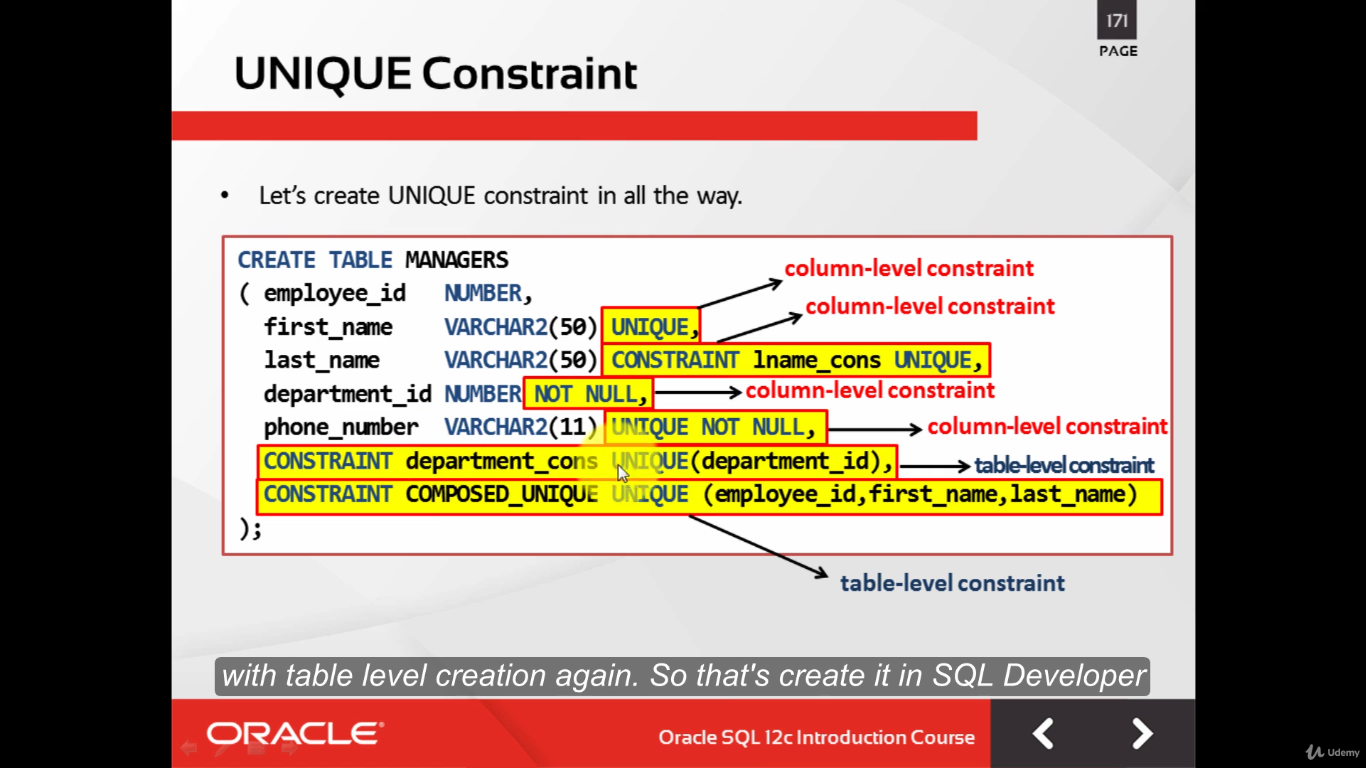 171
PAGE
UNIQUE Constraint
• Let's create UNIQUE constraint in all the way.
CREATE TABLE MANAGERS
( employee_id NUMBER,
first_name VARCHAR2(50) UNIQUE,
last_name VARCHAR2(50) CONSTRAINT lname_cons UNIQUE,
department_id NUMBER NOT NULL,
phone_number VARCHAR2(11) UNIQUE NOT NULL,
CONSTRAINT department_cons UNIQUE(department_id),
CONSTRAINT COMPOSED_UNIQUE UNIQUE (employee_id,first_name,last_name)
);
column-level constraint
column-level constraint
column-level constraint
column-level constraint
table-level constraint
table-level constraint
with table level creation again. So that's create it in SQL Developer
ORACLE®
Oracle SQL 12c Introduction Course
Udemy